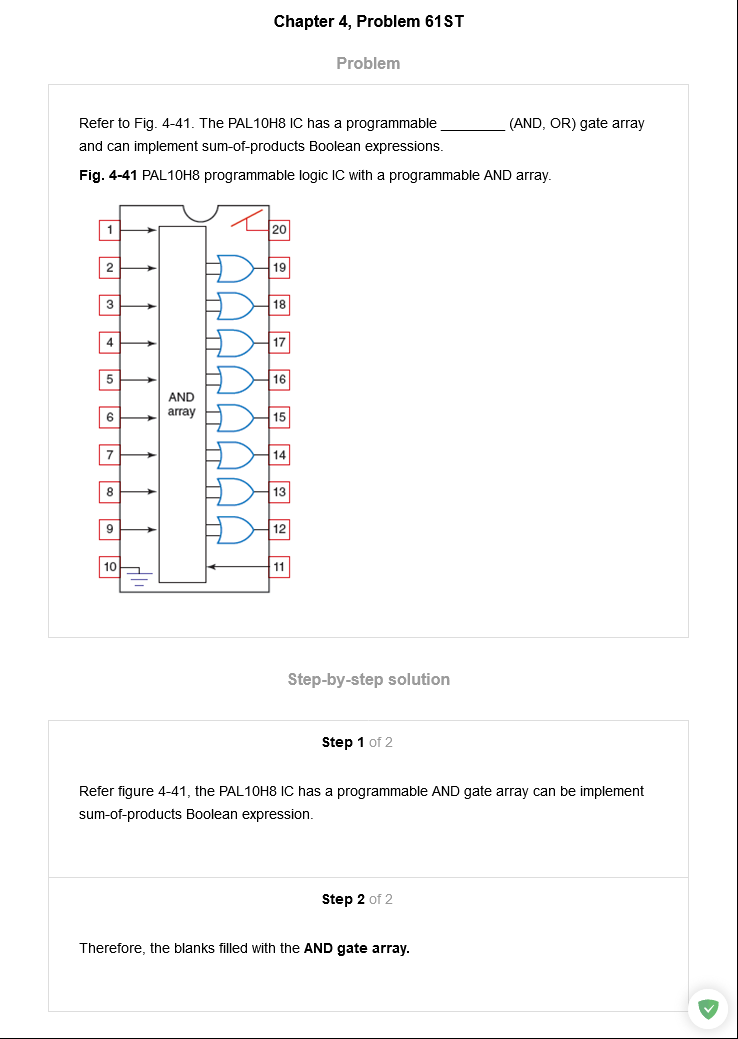 Chapter 4, Problem 61ST
Problem
Refer to Fig. 4-41. The PAL10H8 IC has a programmable ________ (AND, OR) gate array
and can implement sum-of-products Boolean expressions.
Fig. 4-41 PAL10H8 programmable logic IC with a programmable AND array.
1
20
2
19
3
18
4
17
5
16
AND
array
6
15
7
14
8
13
9
12
10
11
Step-by-step solution
Step 1 of 2
Refer figure 4-41, the PAL10H8 IC has a programmable AND gate array can be implement
sum-of-products Boolean expression.
Step 2 of 2
Therefore, the blanks filled with the AND gate array.